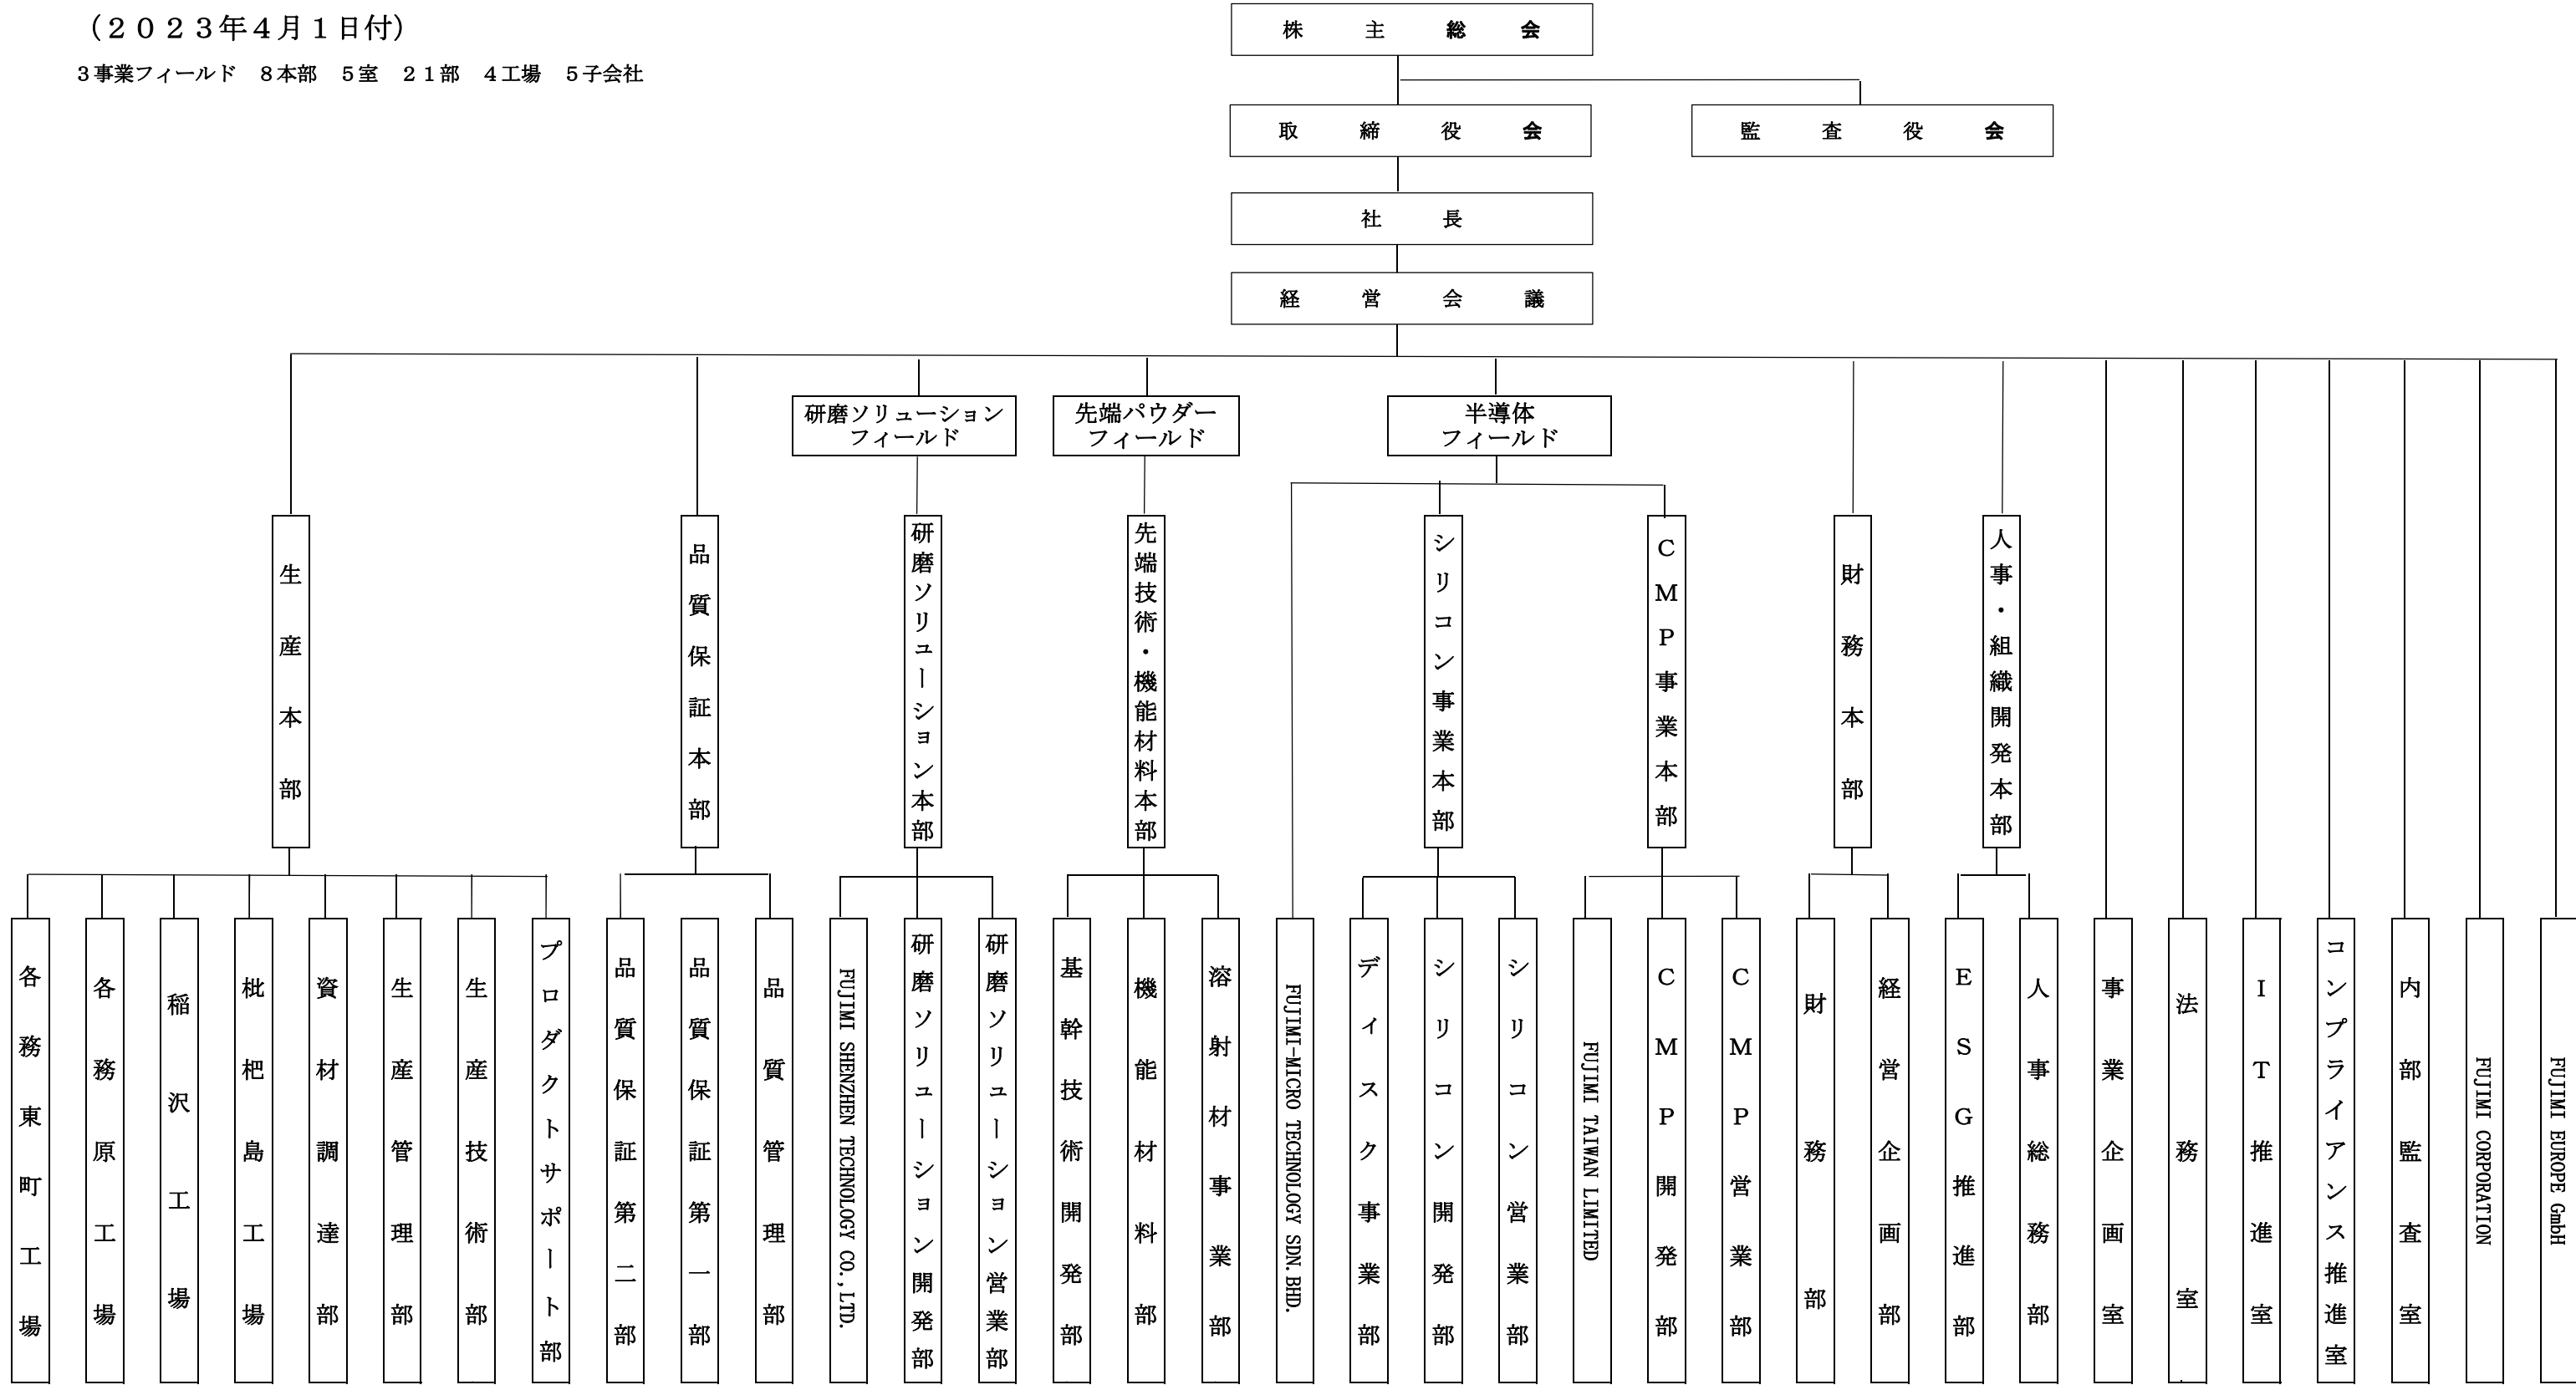 （２０２３年４月１日付）
３事業フィールド　８本部　５室　２１部　４工場　５子会社
株主総会
取締役会
監査役会
社長
経営会議
研磨ソリューション
フィールド
先端パウダー
フィールド
半導体
フィールド
生産本部
品質保証本部
研磨ソリューション本部
先端技術・機能材料本部
シリコン事業本部
ＣＭＰ事業本部
財務本部
人事・組織開発本部
各務東町工場
各務原工場
稲沢工場
枇杷島工場
資材調達部
生産管理部
生産技術部
プロダクトサポート部
品質保証第二部
品質保証第一部
品質管理部
FUJIMI SHENZHEN TECHNOLOGY CO.,LTD.
研磨ソリューション開発部
研磨ソリューション営業部
基幹技術開発部
機能材料部
溶射材事業部
FUJIMI-MICRO TECHNOLOGY SDN.BHD.
ディスク事業部
シリコン開発部
シリコン営業部
FUJIMI TAIWAN LIMITED
ＣＭＰ開発部
ＣＭＰ営業部
財務部
経営企画部
ＥＳＧ推進部
人事総務部
事業企画室
法務室
ＩＴ推進室
コンプライアンス推進室
内部監査室
FUJIMI CORPORATION
FUJIMI EUROPE GmbH